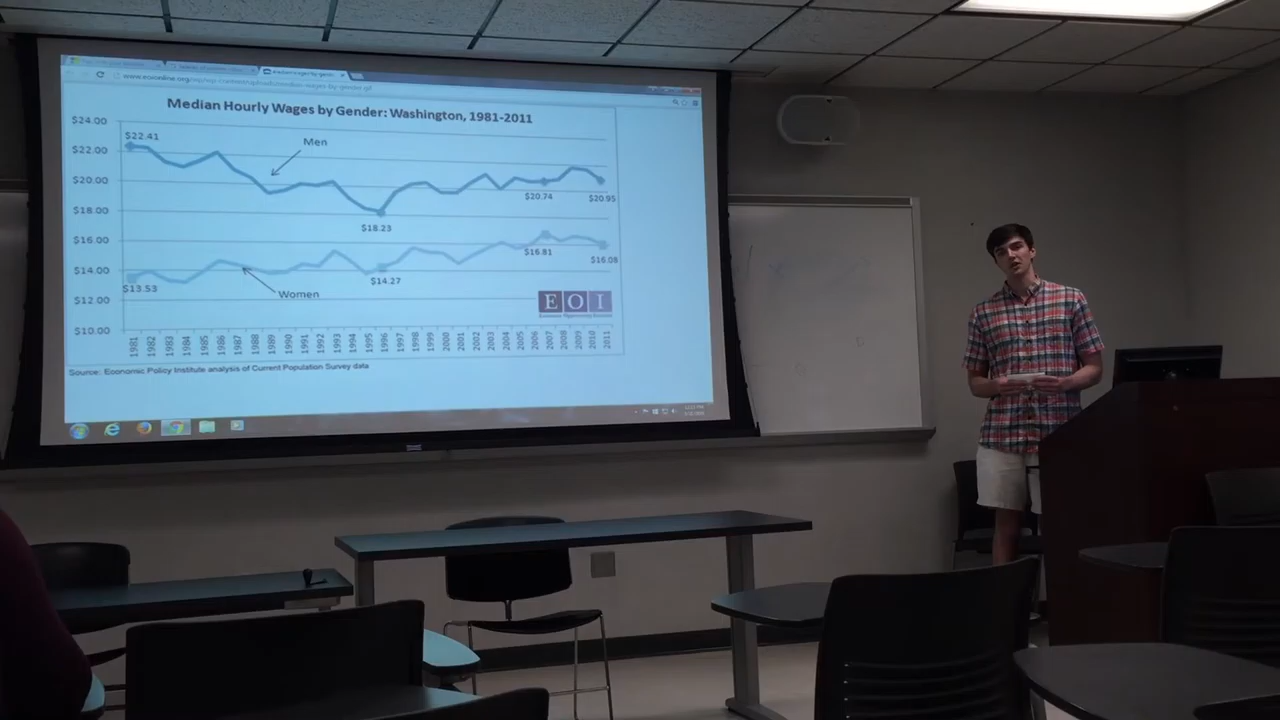 www.eoionline.org
Median Hourly Wages by Gender: Washington, 1981-2011
$24.00
$22.00
$20.00
$18.00
$16.00
$14.00
$12.00
$10.00
$22.41
Men
$18.23
$20.74
$20.95
$13.53
Women
$14.27
$16.81
$16.08
EOI
1981 1982 1983 1984 1985 1986 1987 1988 1989 1990 1991 1992 1993 1994 1995 1996 1997 1998 1999 2000 2001 2002 2003 2004 2005 2006 2007 2008 2009 2010 2011
Source: Economic Policy Institute analysis of Current Population Survey data